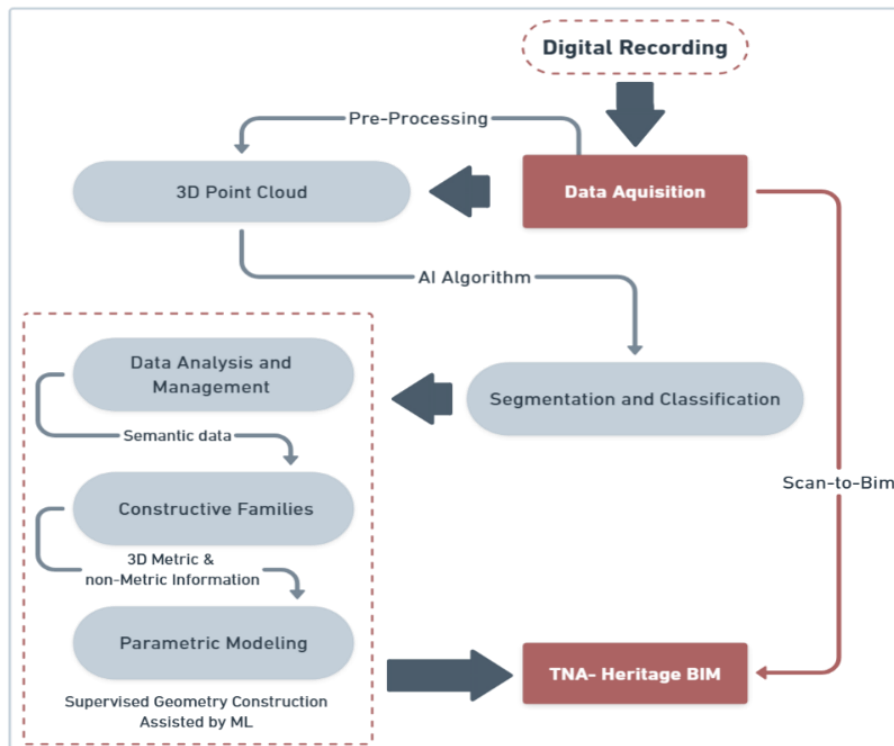 Digital Recording
Pre-Processing
3D Point Cloud
Data Aquisition
AI Algorithm
Data Analysis and
Management
Segmentation and Classification
Semantic data
Scan-to-Bim
Constructive Families
3D Metric &
non-Metric Information
Parametric Modeling
TNA- Heritage BIM
Supervised Geometry Construction
Assisted by ML